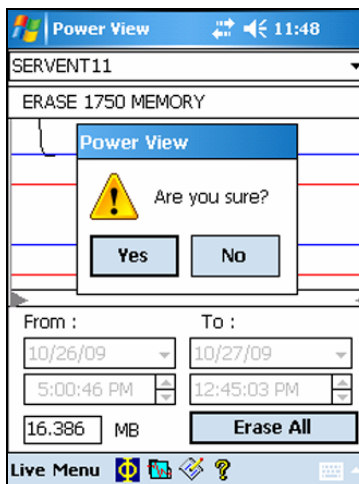 Power View 11:48
SERVENT11
ERASE 1750 MEMORY
Power View
Are you sure?
Yes No
From : To :
10/26/09 10/27/09
5:00:46 PM 12:45:03 PM
16.386 MB Erase All
Live Menu